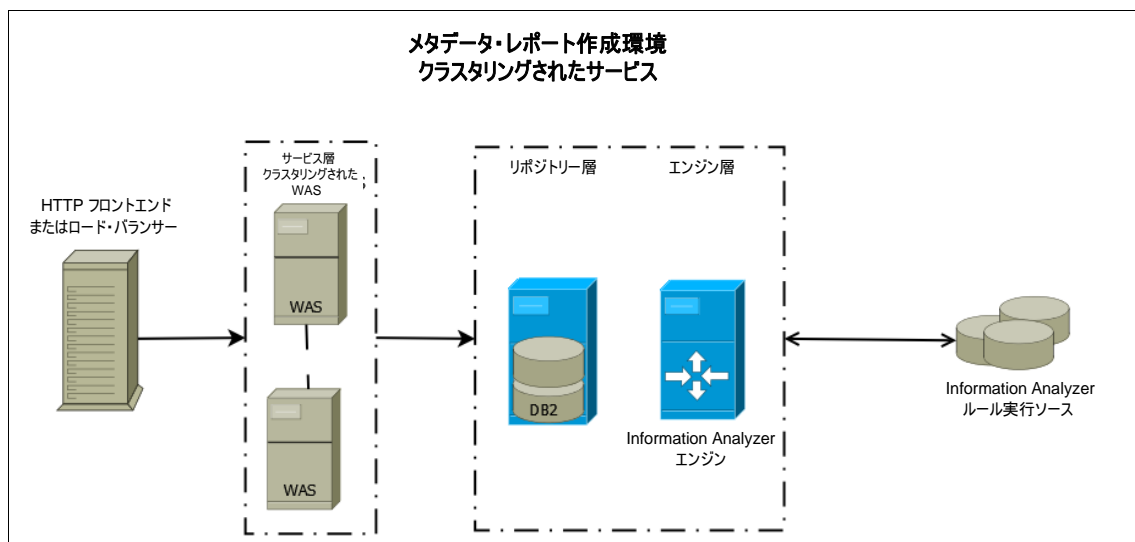 メタデータ・レポート作成環境
クラスタリングされたサービス
サービス層
クラスタリングされた
WAS
リポジトリー層
エンジン層
HTTP フロントエンド
またはロード・バランサー
WAS
WAS
DB2
Information Analyzer
エンジン
Information Analyzer
ルール実行ソース